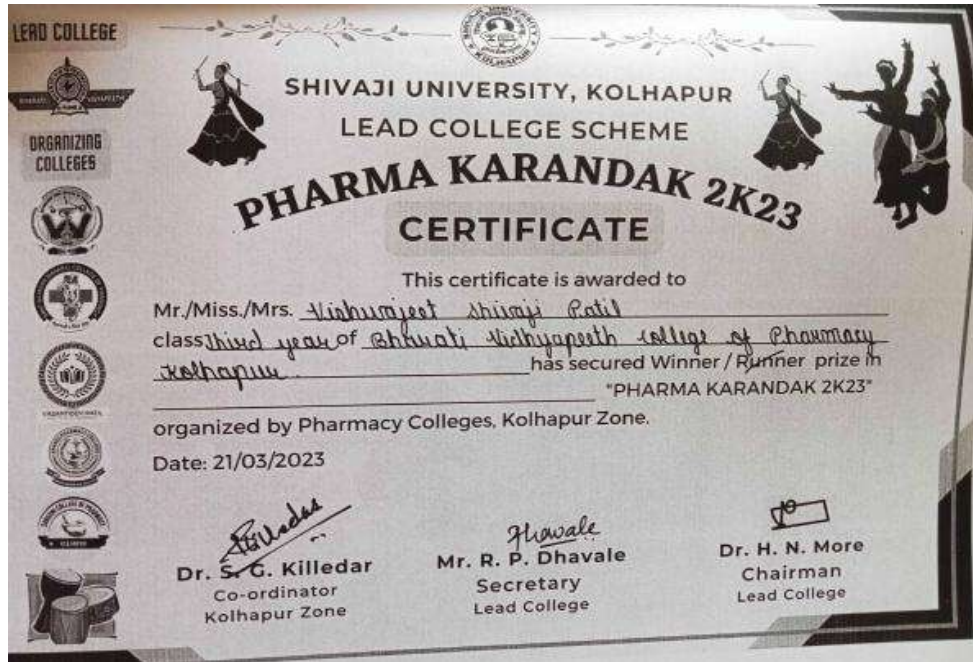 LEAD COLLEGE
ORGANIZING
COLLEGES
SHIVAJI UNIVERSITY, KOLHAPUR
LEAD COLLEGE SCHEME
PHARMA KARANDAK 2K23
CERTIFICATE
This certificate is awarded to
Mr./Miss./Mrs. Vishwajeet Shivaji Patil
class Third year of Bharati Vidhyapeeth College of Pharmacy
Kolhapur has secured Winner / Runner prize in
"PHARMA KARANDAK 2K23"
organized by Pharmacy Colleges, Kolhapur Zone.
Date: 21/03/2023
Dr. S. G. Killedar
Co-ordinator
Kolhapur Zone
Mr. R. P. Dhavale
Secretary
Lead College
Dr. H. N. More
Chairman
Lead College